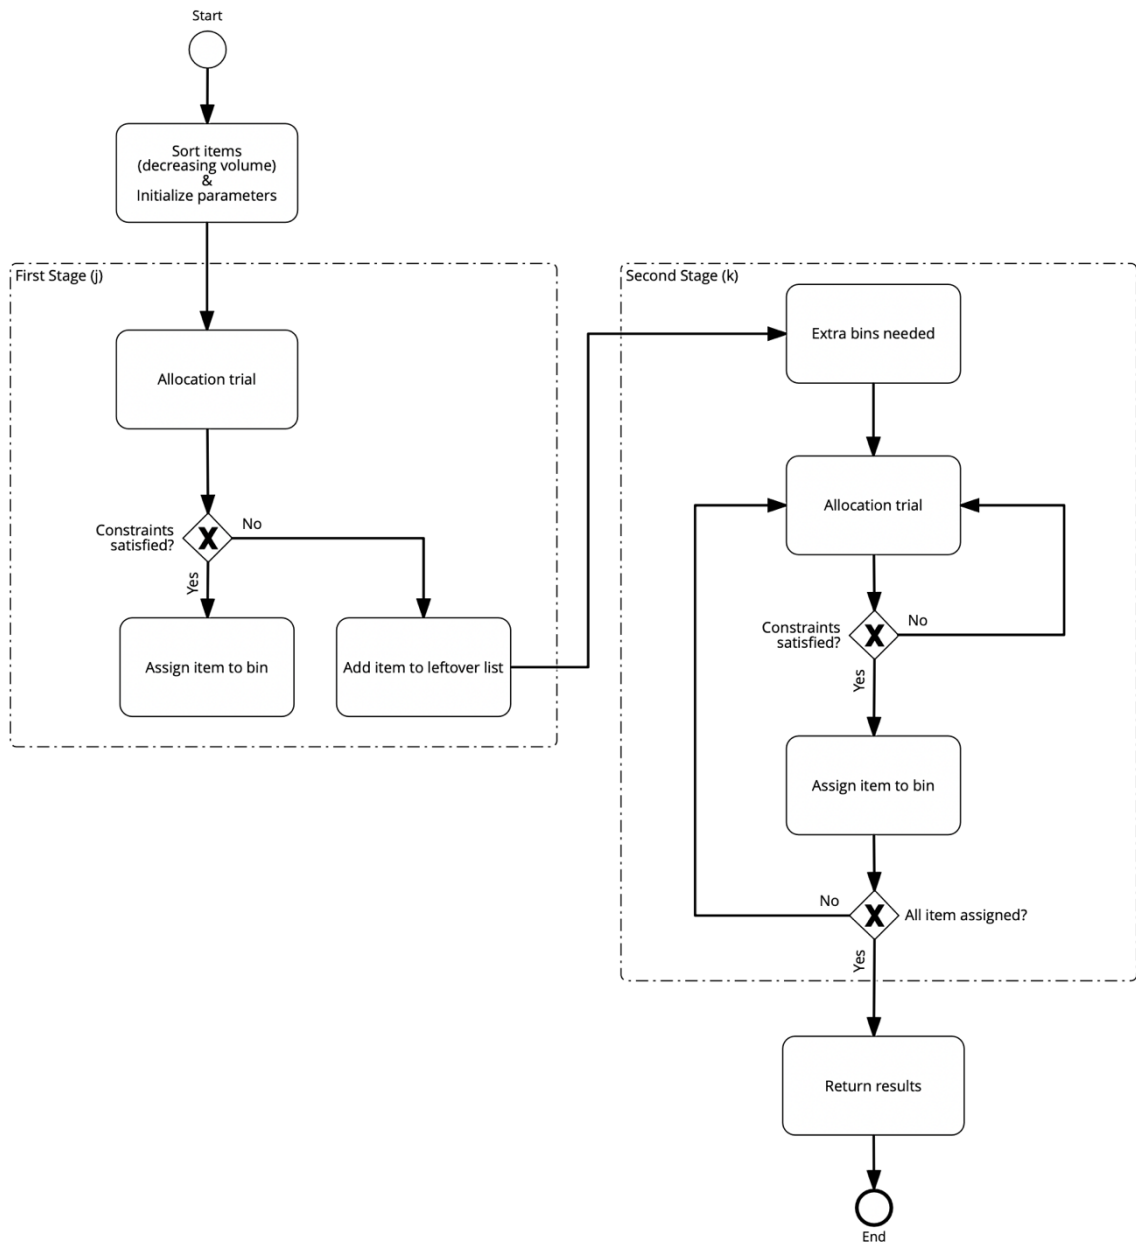 Start
Sort items
(decreasing volume)
&
Initialize parameters
First Stage (j)
Allocation trial
Constraints
satisfied?
No
Yes
Assign item to bin
Add item to leftover list
Second Stage (k)
Extra bins needed
Allocation trial
Constraints
satisfied?
No
Yes
Assign item to bin
No
All item assigned?
Yes
Return results
End